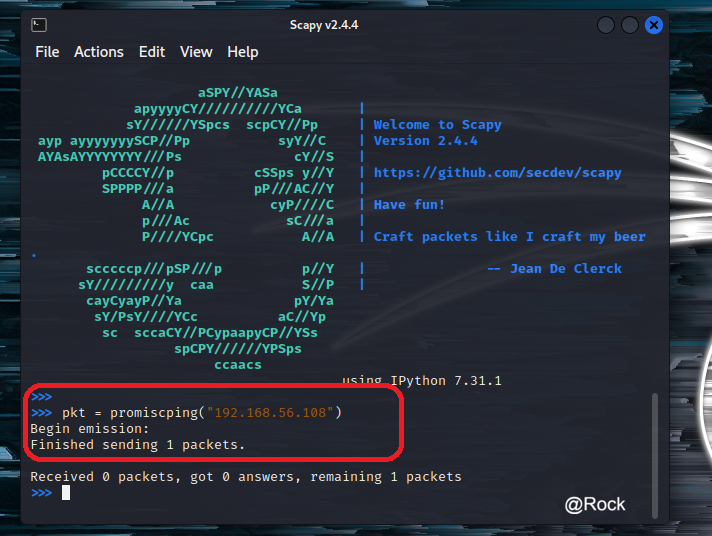 Scapy v2.4.4
File Actions Edit View Help
aSPY//YASa
apyyyyCY//////////YCa |
sY//////YSpcs scpCY//Pp | Welcome to Scapy
ayp ayyyyyyySCP//Pp syY//C | Version 2.4.4
AYAsAYYYYYYYY///Ps cY//S |
pCCCCY//p cSSps y//Y | https://github.com/secdev/scapy
SPPPP///a pP///AC//Y |
A//A cyP////C | Have fun!
p///Ac sC///a |
P////YCpc A//A | Craft packets like I craft my beer
.
scccccp///pSP///p p//Y | -- Jean De Clerck
sY/////////y caa S//P |
cayCyayP//Ya pY/Ya
sY/PsY////YCc aC//Yp
sc sccaCY//PCypaapyCP//YSs
spCPY//////YPSps
ccaacs
using IPython 7.31.1
>>>
>>> pkt = promiscping("192.168.56.108")
Begin emission:
Finished sending 1 packets.
Received 0 packets, got 0 answers, remaining 1 packets
>>>
@Rock